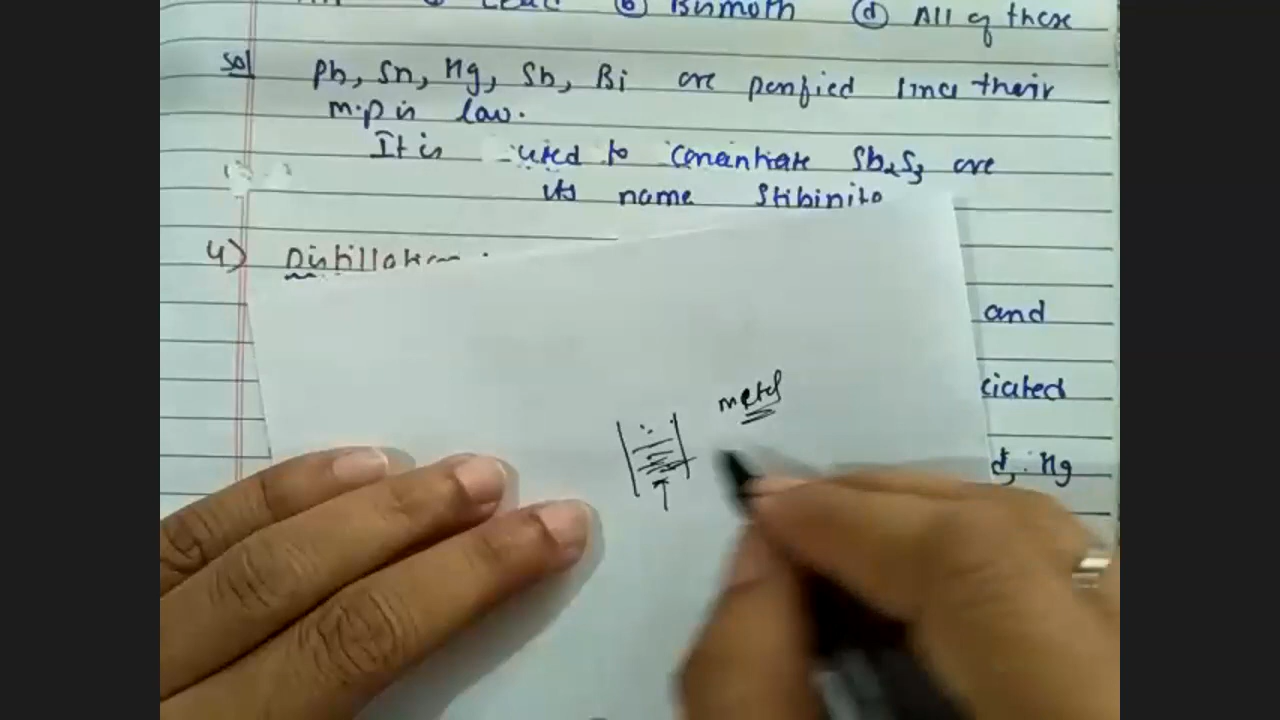 (b) Bismoth (d) All of these
Sol Pb, Sn, Hg, Sb, Bi are purified since their
m.p is low.
It is used to concentrate Sb2S3 ore
its name Stibinite
4) Distillation :
and
ciated
metal
d, Hg